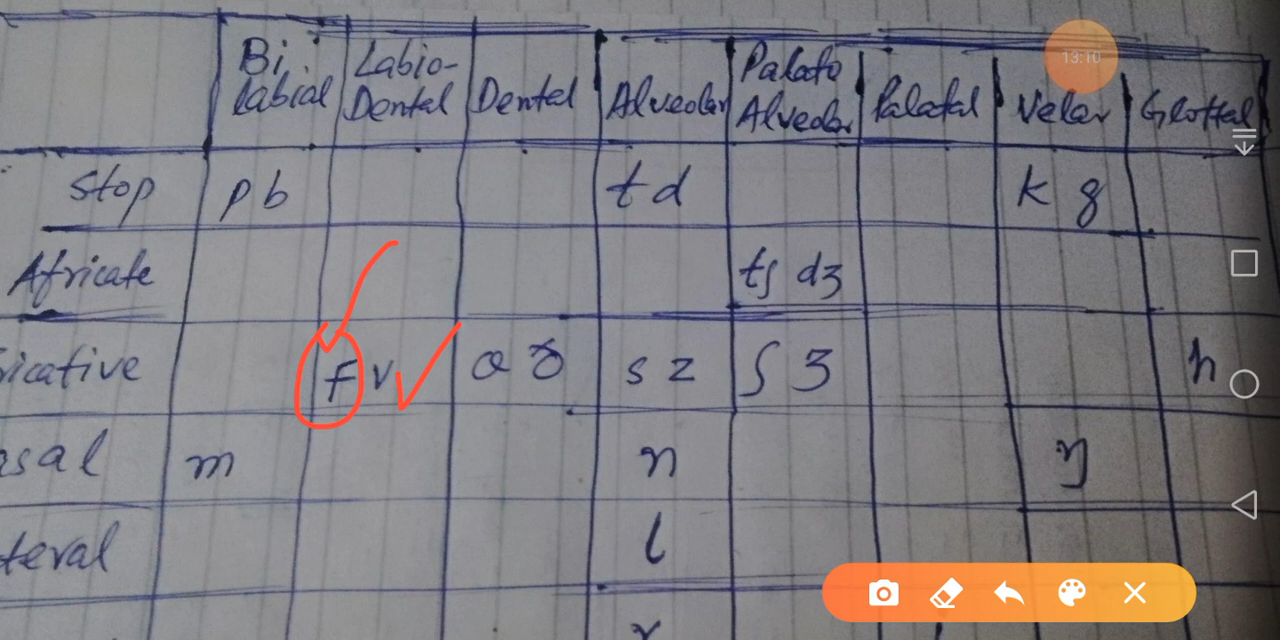 Bi Labio- Palato
labial Dental Dental Alveolar Alveolar Palatal Velar Glottal
13:10
Stop p b t d k g
Africate tʃ dʒ
ricative f v θ ð s z ʃ ʒ h
asal m n ŋ
teral l
r